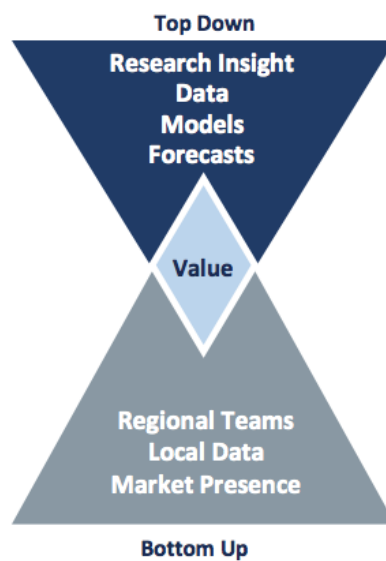 Top Down
Research Insight
Data
Models
Forecasts
Value
Regional Teams
Local Data
Market Presence
Bottom Up